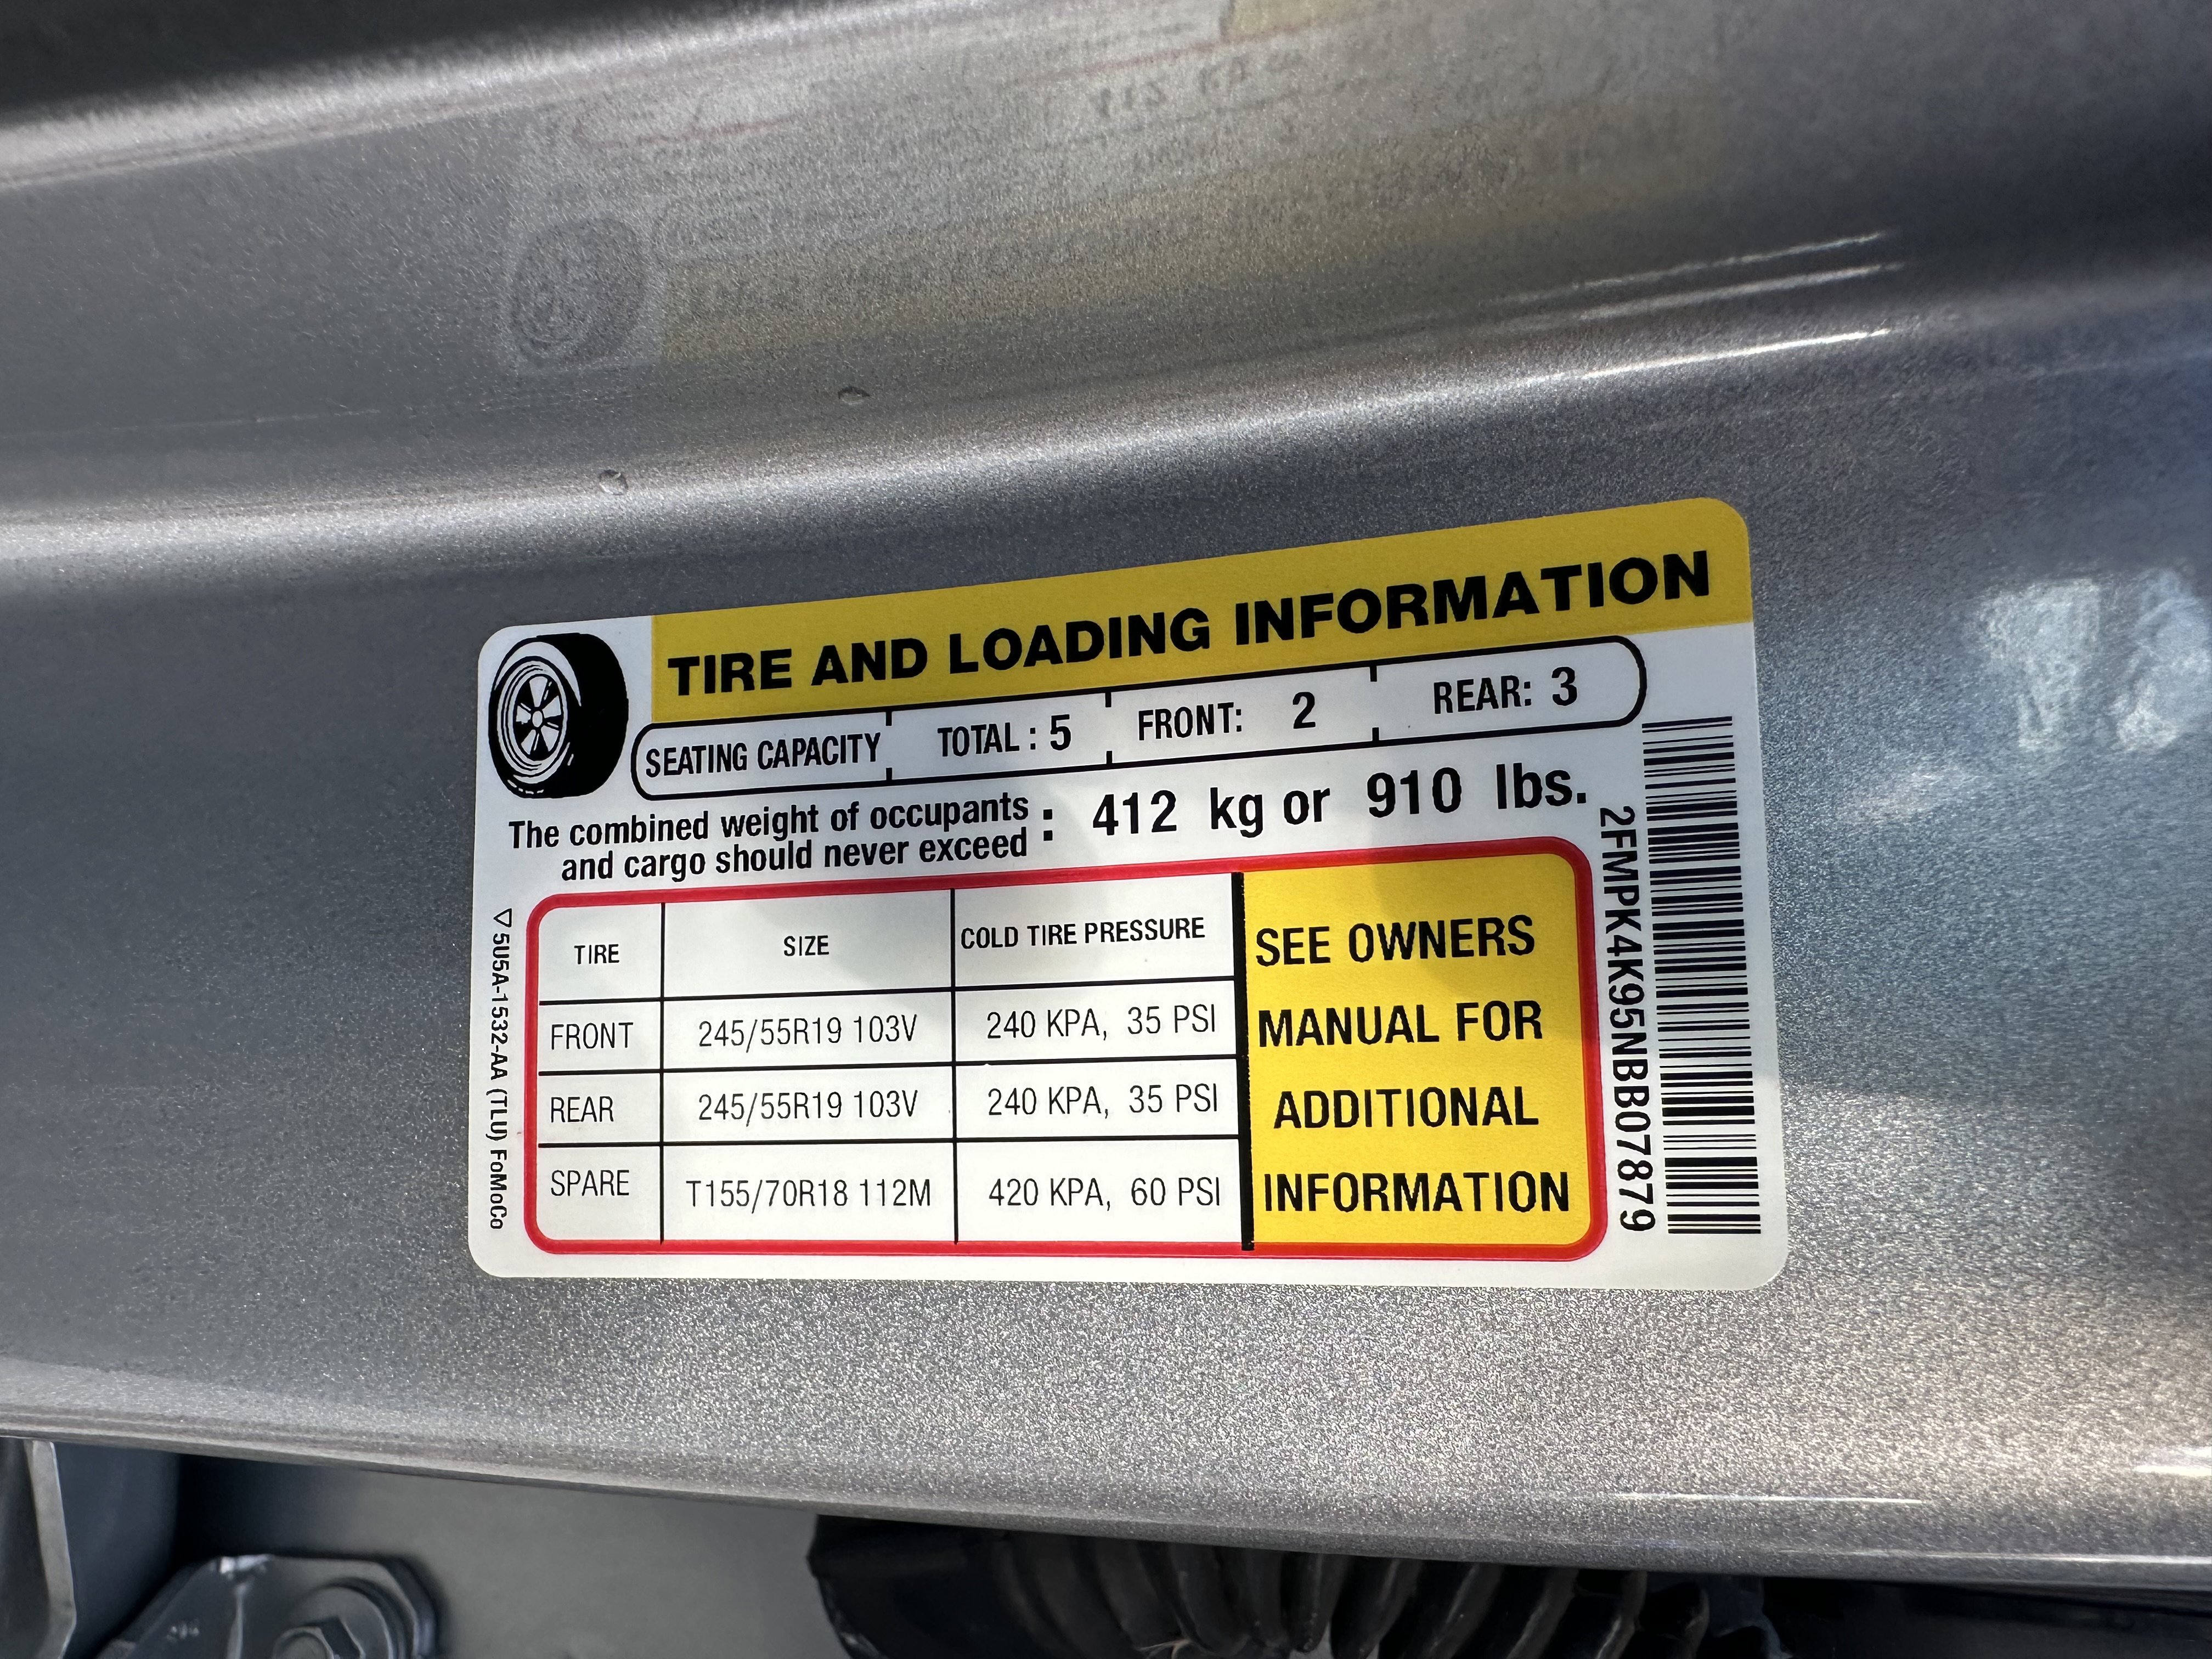 TIRE AND LOADING INFORMATION
SEATING CAPACITY TOTAL : 5 FRONT: 2 REAR: 3
The combined weight of occupants
and cargo should never exceed : 412 kg or 910 lbs.
TIRE SIZE COLD TIRE PRESSURE
FRONT 245/55R19 103V 240 KPA, 35 PSI
REAR 245/55R19 103V 240 KPA, 35 PSI
SPARE T155/70R18 112M 420 KPA, 60 PSI
SEE OWNERS
MANUAL FOR
ADDITIONAL
INFORMATION
5U5A-1532-AA (TLU) FoMoCo
2FMPK4K95NBB07879